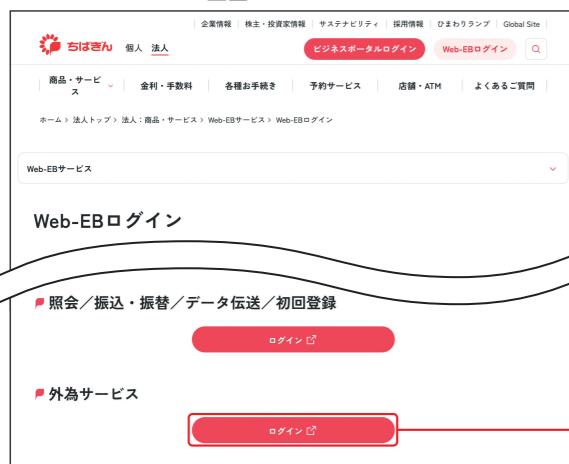 企業情報 株主・投資家情報 サステナビリティ 採用情報 ひまわりランプ Global Site
ちばぎん 個人 法人 ビジネスポータルログイン Web-EBログイン
商品・サービス 金利・手数料 各種お手続き 予約サービス 店舗・ATM よくあるご質問
ホーム > 法人トップ > 法人：商品・サービス > Web-EBサービス > Web-EBログイン
Web-EBサービス
Web-EBログイン
照会／振込・振替／データ伝送／初回登録
ログイン
外為サービス
ログイン